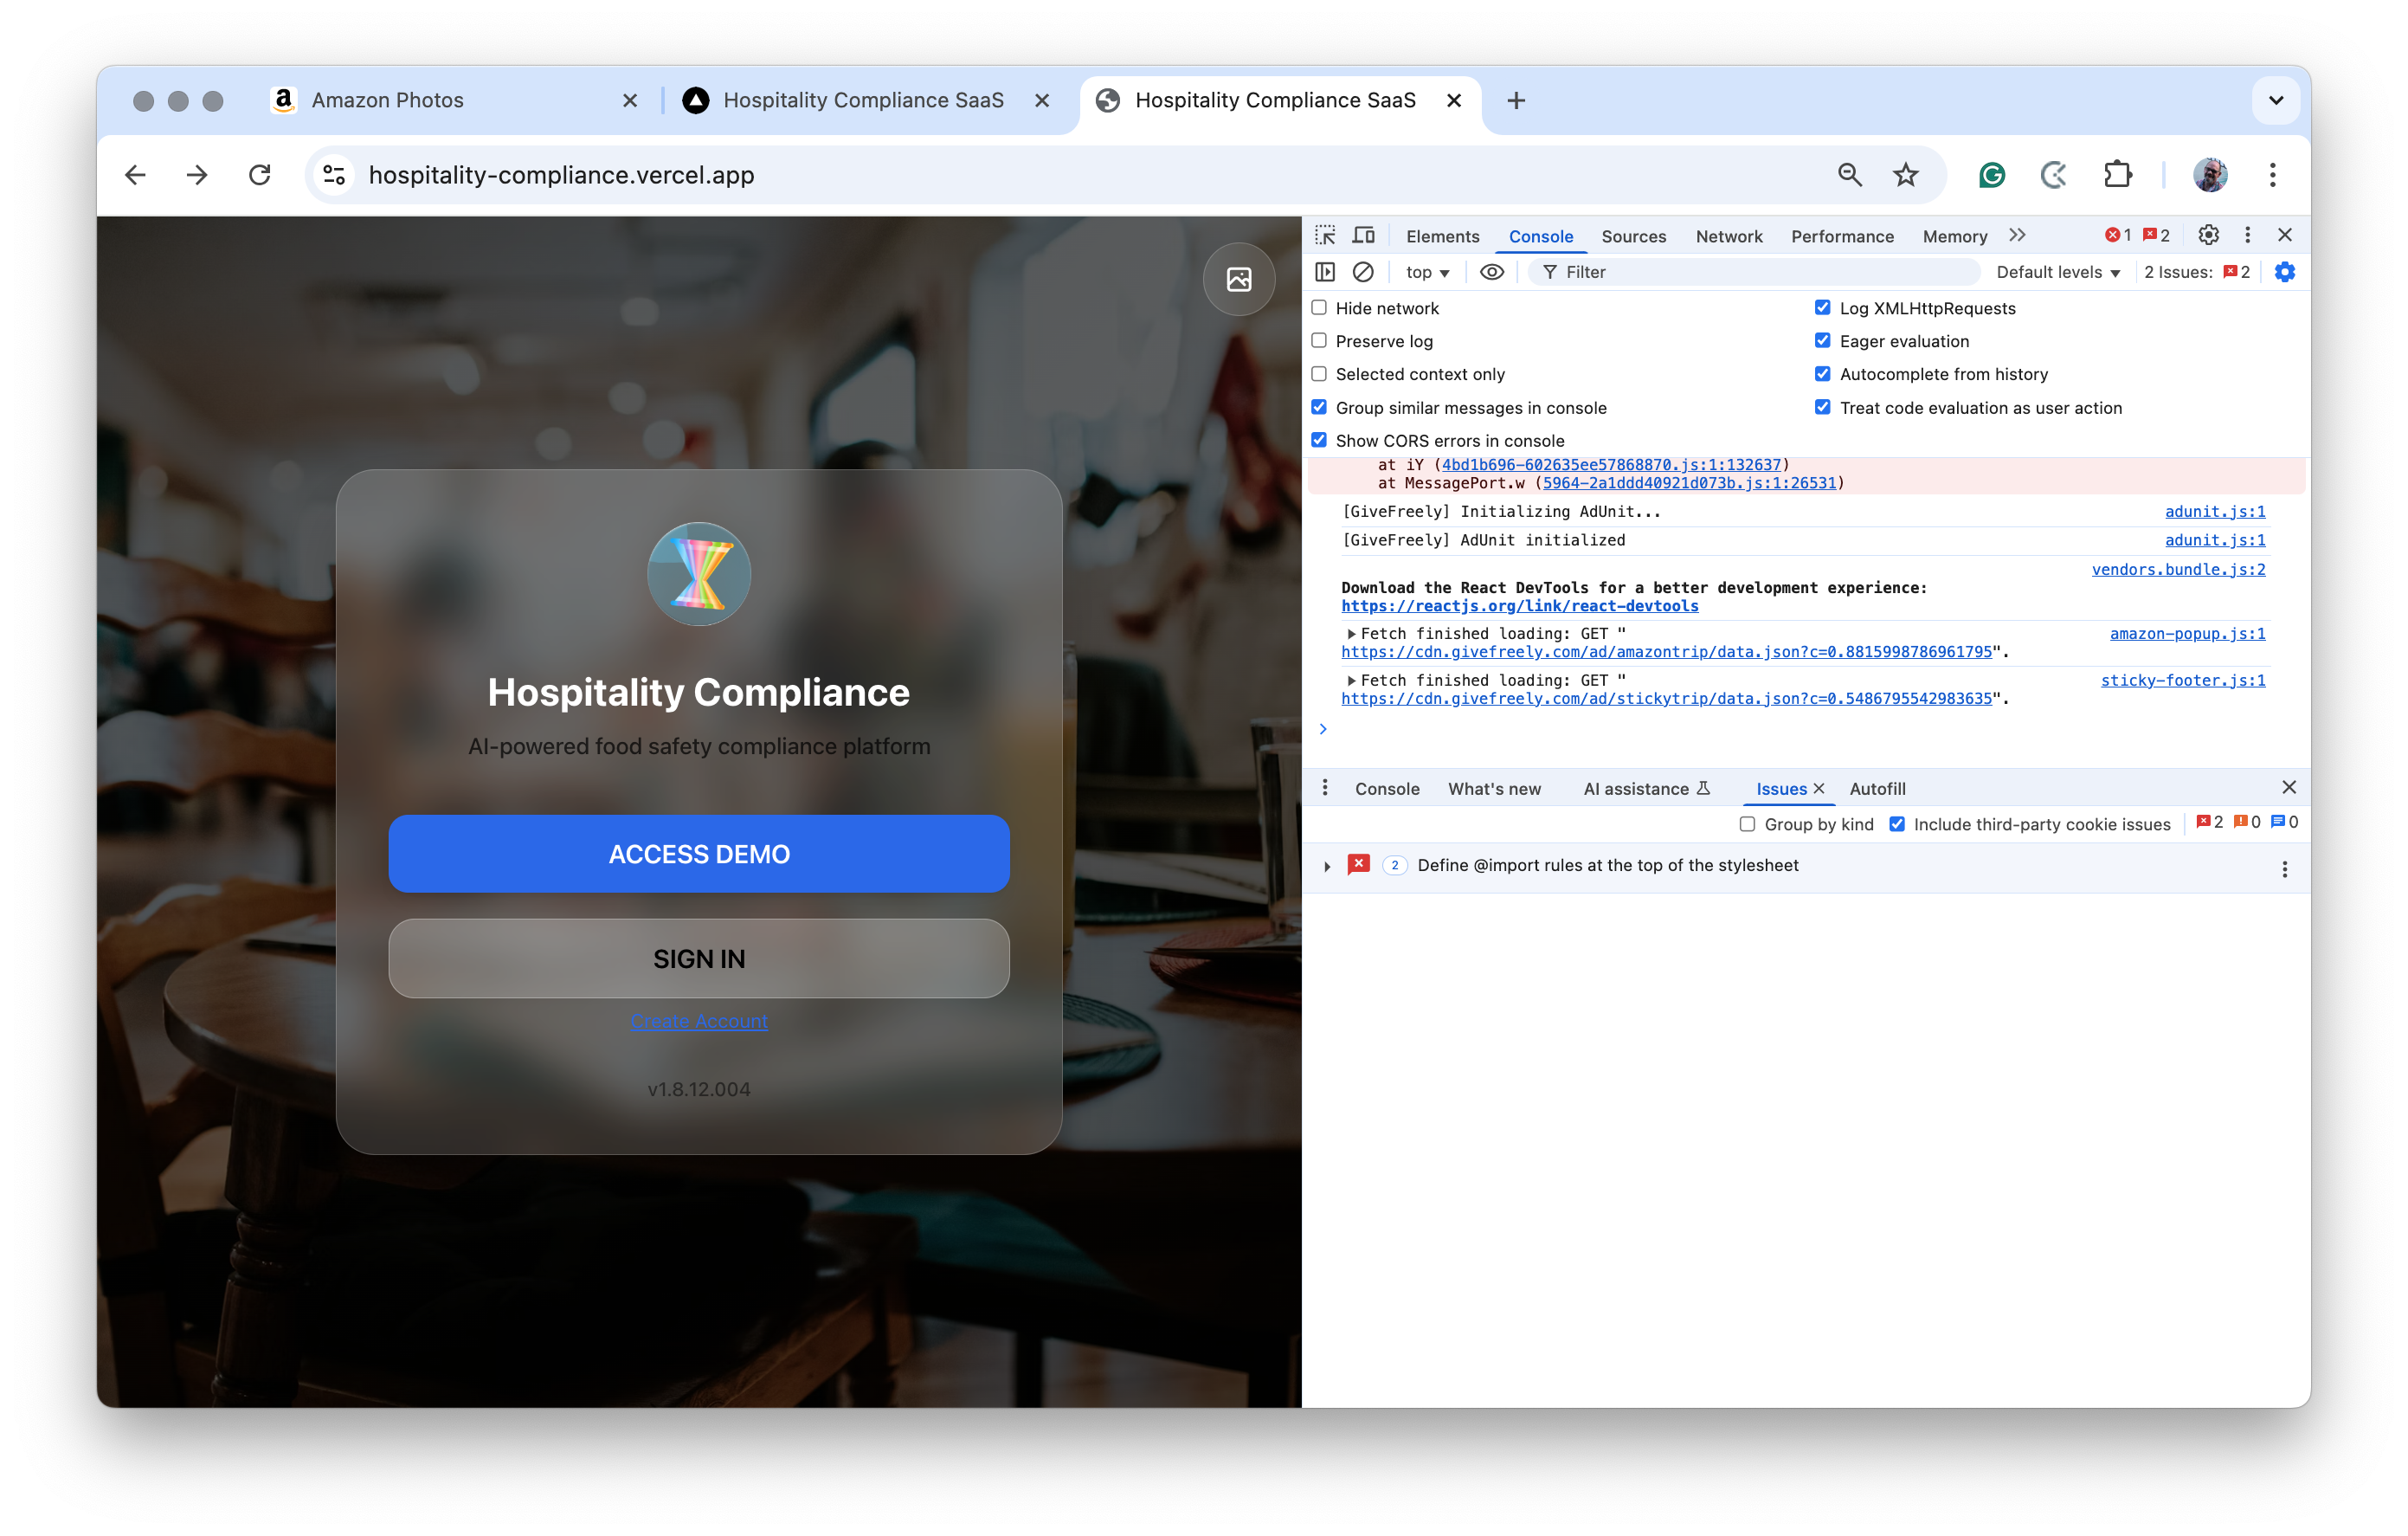 Amazon Photos
Hospitality Compliance SaaS
Hospitality Compliance SaaS
hospitality-compliance.vercel.app
Hospitality Compliance
AI-powered food safety compliance platform
ACCESS DEMO
SIGN IN
Create Account
v1.8.12.004
Elements Console Sources Network Performance Memory 1 2
top Filter Default levels 2 Issues: 2
Hide network Log XMLHttpRequests
Preserve log Eager evaluation
Selected context only Autocomplete from history
Group similar messages in console Treat code evaluation as user action
Show CORS errors in console
at iY (4bd1b696-602635ee57868870.js:1:132637)
at MessagePort.w (5964-2a1ddd40921d073b.js:1:26531)
[GiveFreely] Initializing AdUnit... adunit.js:1
[GiveFreely] AdUnit initialized adunit.js:1
vendors.bundle.js:2
Download the React DevTools for a better development experience:
https://reactjs.org/link/react-devtools
Fetch finished loading: GET " amazon-popup.js:1
https://cdn.givefreely.com/ad/amazontrip/data.json?c=0.8815998786961795".
Fetch finished loading: GET " sticky-footer.js:1
https://cdn.givefreely.com/ad/stickytrip/data.json?c=0.5486795542983635".
Console What's new AI assistance Issues Autofill
Group by kind Include third-party cookie issues 2 0 0
2 Define @import rules at the top of the stylesheet